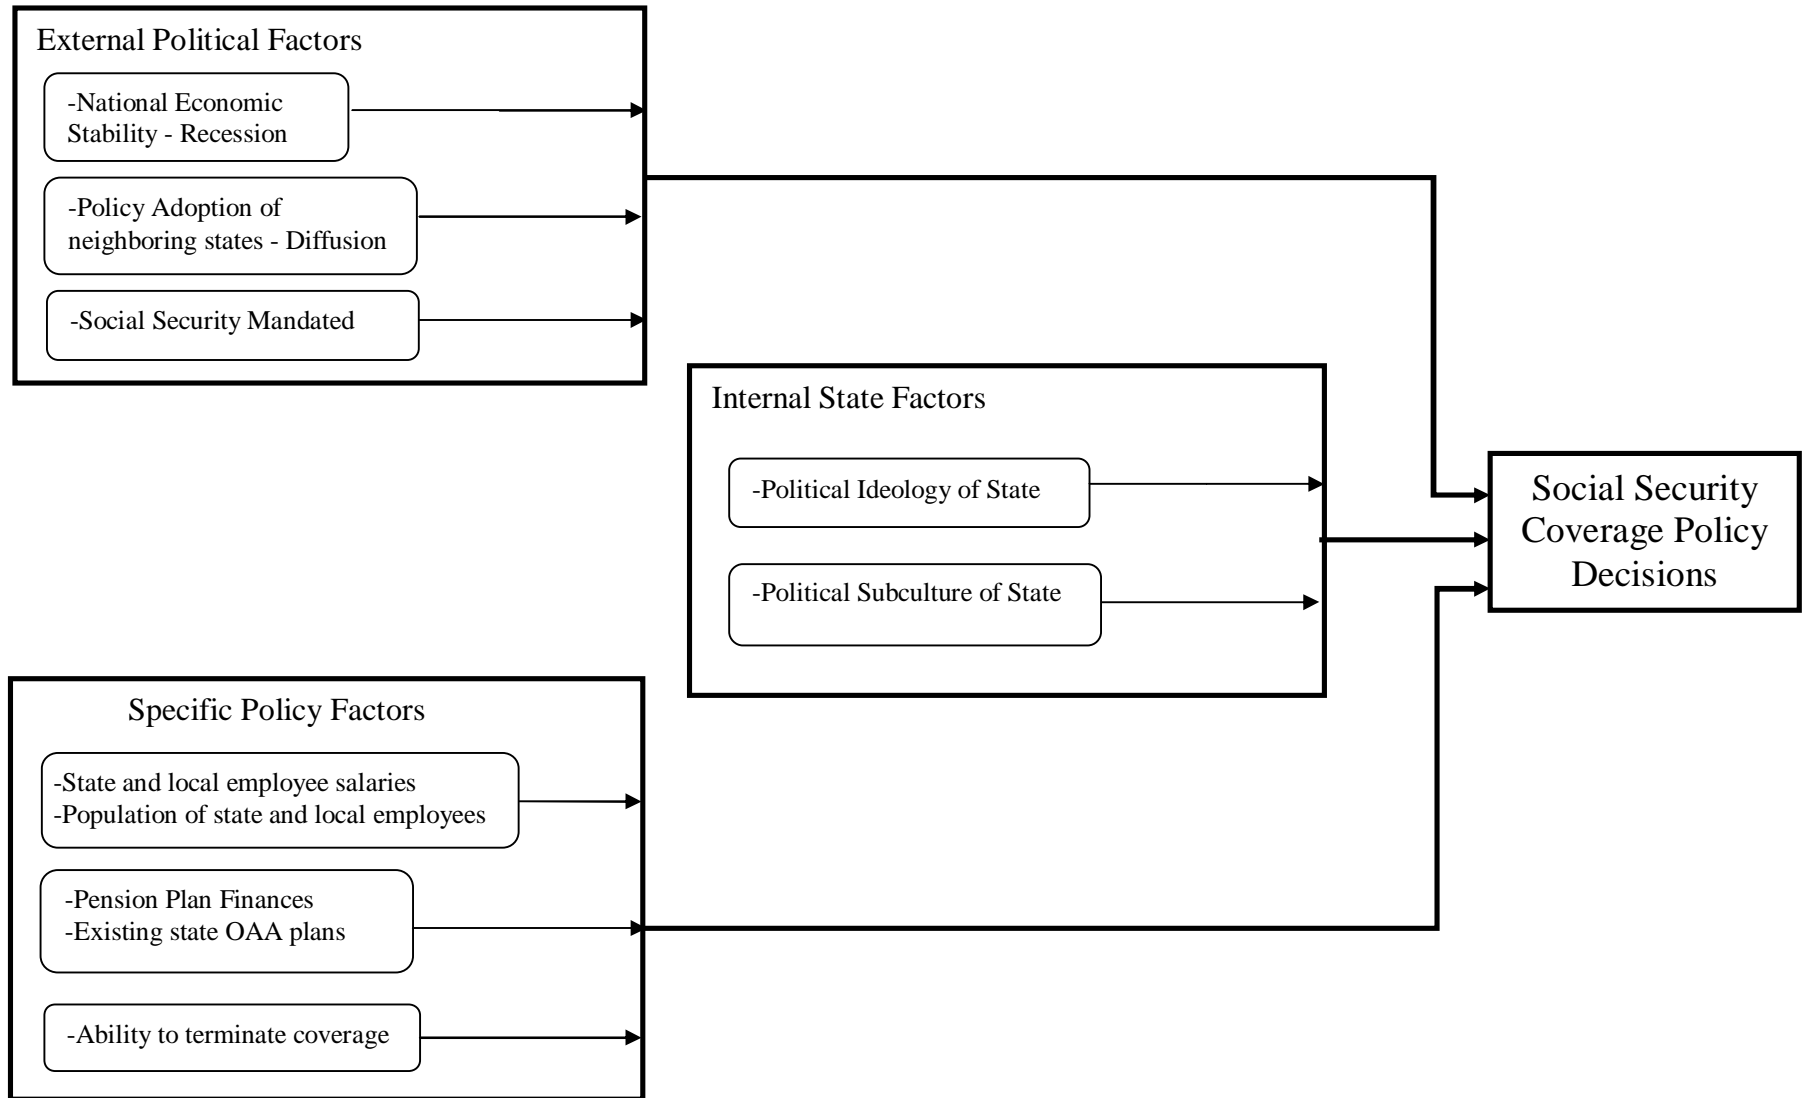 External Political Factors
-National Economic
Stability - Recession
-Policy Adoption of
neighboring states - Diffusion
-Social Security Mandated
Internal State Factors
-Political Ideology of State
-Political Subculture of State
Social Security
Coverage Policy
Decisions
Specific Policy Factors
-State and local employee salaries
-Population of state and local employees
-Pension Plan Finances
-Existing state OAA plans
-Ability to terminate coverage